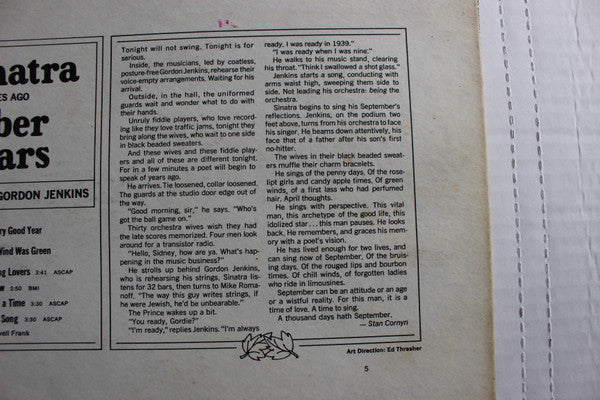 natra
ES AGO
ber
ars
GORDON JENKINS
ry Good Year
Wind Was Green
ng Lovers 3:41 ASCAP
w 2:50 BMI
a Time 3:30 ASCAP
Song 3:30 ASCAP
vell Frank
Tonight will not swing. Tonight is for
serious.
Inside, the musicians, led by coatless,
posture-free Gordon Jenkins, rehearse their
voice-empty arrangements. Waiting for his
arrival.
Outside, in the hall, the uniformed
guards wait and wonder what to do with
their hands.
Unruly fiddle players, who love record-
ing like they love traffic jams, tonight they
bring along the wives, who wait to one side
in black beaded sweaters.
And these wives and these fiddle play-
ers and all of these are different tonight.
For in a few minutes a poet will begin to
speak of years ago.
He arrives. Tie loosened, collar loosened.
The guards at the studio door edge out of
the way.
"Good morning, sir," he says. "Who's
got the ball game on."
Thirty orchestra wives wish they had
the late scores memorized. Four men look
around for a transistor radio.
"Hello, Sidney, how are ya. What's hap-
pening in the music business?"
He strolls up behind Gordon Jenkins,
who is rehearsing his strings. Sinatra lis-
tens for 32 bars, then turns to Mike Roma-
noff. "The way this guy writes strings, if
he were Jewish, he'd be unbearable."
The Prince wakes up a bit.
"You ready, Gordie?"
"I'm ready," replies Jenkins. "I'm always
ready, I was ready in 1939."
"I was ready when I was nine."
He walks to his music stand, clearing
his throat. "Think I swallowed a shot glass."
Jenkins starts a song, conducting with
arms waist high, sweeping them side to
side. Not leading his orchestra: being the
orchestra.
Sinatra begins to sing his September's
reflections. Jenkins, on the podium two
feet above, turns from his orchestra to face
his singer. He beams down attentively, his
face that of a father after his son's first
no-hitter.
The wives in their black beaded sweat-
ers muffle their charm bracelets.
He sings of the penny days. Of the rose-
lipt girls and candy apple times. Of green
winds, of a first lass who had perfumed
hair. April thoughts.
He sings with perspective. This vital
man, this archetype of the good life, this
idolized star . . . this man pauses. He looks
back. He remembers, and graces his mem-
ory with a poet's vision.
He has lived enough for two lives, and
can sing now of September. Of the bruis-
ing days, Of the rouged lips and bourbon
times. Of chill winds, of forgotten ladies
who ride in limousines.
September can be an attitude or an age
or a wistful reality. For this man, it is a
time of love. A time to sing.
A thousand days hath September.
— Stan Cornyn
Art Direction: Ed Thrasher
5